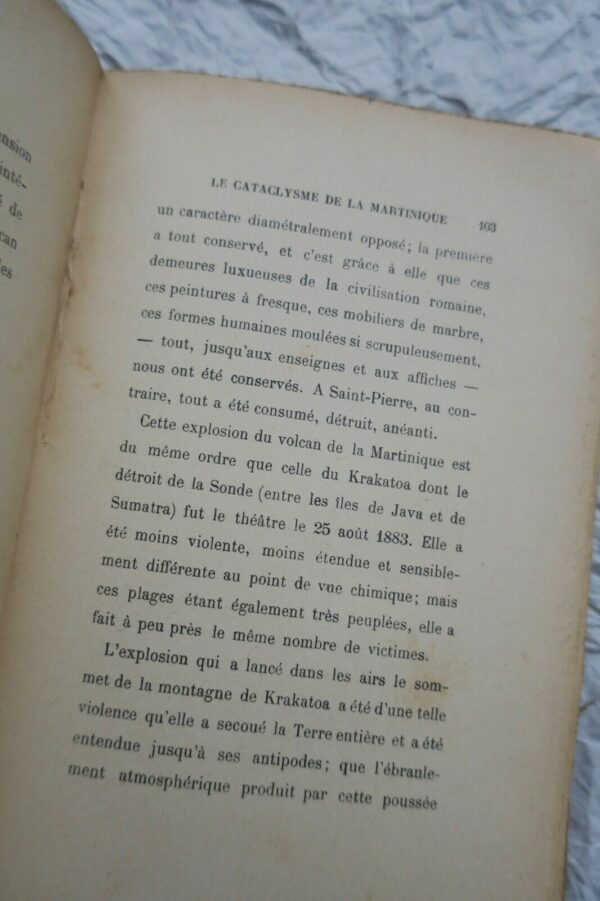 ension
inté-
de
can
les
LE CATACLYSME DE LA MARTINIQUE 103
un caractère diamétralement opposé; la première
a tout conservé, et c'est grâce à elle que ces
demeures luxueuses de la civilisation romaine,
ces peintures à fresque, ces mobiliers de marbre,
ces formes humaines moulées si scrupuleusement,
— tout, jusqu'aux enseignes et aux affiches —
nous ont été conservés. A Saint-Pierre, au con-
traire, tout a été consumé, détruit, anéanti.
Cette explosion du volcan de la Martinique est
du même ordre que celle du Krakatoa dont le
détroit de la Sonde (entre les îles de Java et de
Sumatra) fut le théâtre le 25 août 1883. Elle a
été moins violente, moins étendue et sensible-
ment différente au point de vue chimique; mais
ces plages étant également très peuplées, elle a
fait à peu près le même nombre de victimes.
L'explosion qui a lancé dans les airs le som-
met de la montagne de Krakatoa a été d'une telle
violence qu'elle a secoué la Terre entière et a été
entendue jusqu'à ses antipodes; que l'ébranle-
ment atmosphérique produit par cette poussée